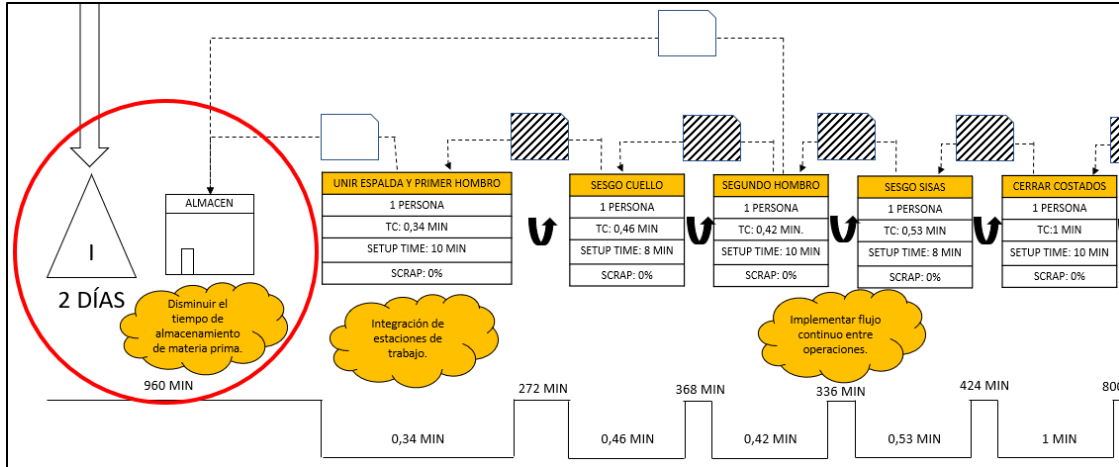 I
2 DÍAS
ALMACEN
Disminuir el
tiempo de
almacenamiento
de materia prima.
UNIR ESPALDA Y PRIMER HOMBRO
1 PERSONA
TC: 0,34 MIN
SETUP TIME: 10 MIN
SCRAP: 0%
Integración de
estaciones de
trabajo.
SESGO CUELLO
1 PERSONA
TC: 0,46 MIN
SETUP TIME: 8 MIN
SCRAP: 0%
SEGUNDO HOMBRO
1 PERSONA
TC: 0,42 MIN.
SETUP TIME: 10 MIN
SCRAP: 0%
SESGO SISAS
1 PERSONA
TC: 0,53 MIN
SETUP TIME: 8 MIN
SCRAP: 0%
CERRAR COSTADOS
1 PERSONA
TC:1 MIN
SETUP TIME: 10 MIN
SCRAP: 0%
Implementar flujo
continuo entre
operaciones.
960 MIN
272 MIN
368 MIN
336 MIN
424 MIN
800
0,34 MIN
0,46 MIN
0,42 MIN
0,53 MIN
1 MIN